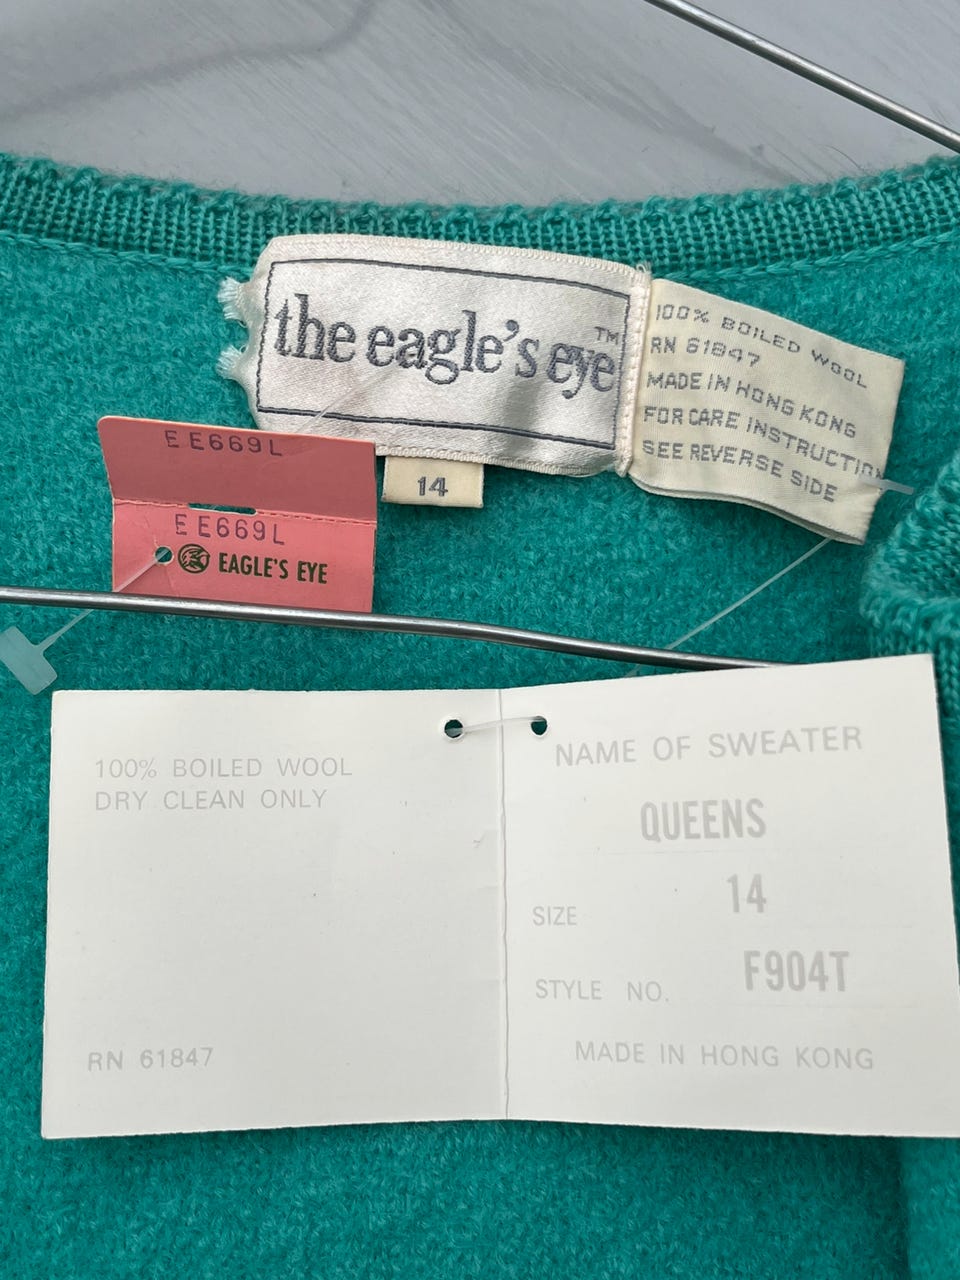 the eagle's eye™
100% BOILED WOOL
RN 61847
MADE IN HONG KONG
FOR CARE INSTRUCTION
SEE REVERSE SIDE
14
EE669L
EE669L
EAGLE'S EYE
100% BOILED WOOL
DRY CLEAN ONLY
RN 61847
NAME OF SWEATER
QUEENS
SIZE 14
STYLE NO. F904T
MADE IN HONG KONG